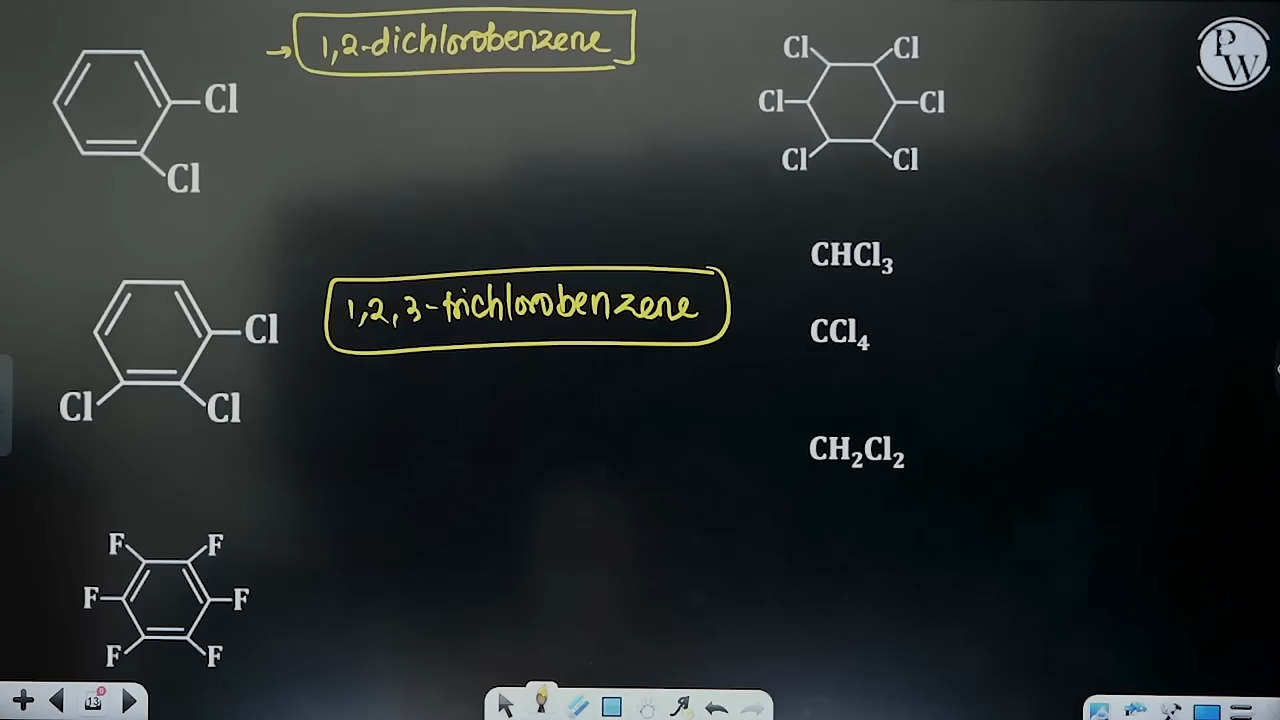 → 1,2-dichlorobenzene
Cl
Cl
1,2,3-trichlorobenzene
Cl
Cl
Cl
F
F
F
F
F
F
Cl
Cl
Cl
Cl
Cl
Cl
CHCl₃
CCl₄
CH₂Cl₂
PW
13